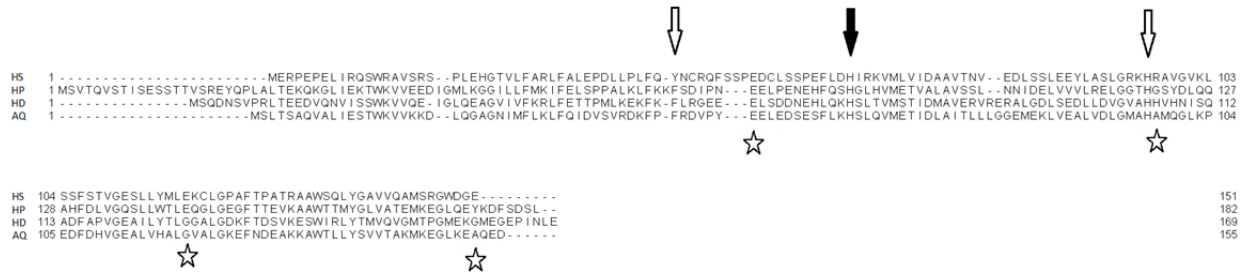 HS 1 ------------------------MERPEPELIRQSWRAVSRS--PLEHGTVLFARLFALEPDLLPLFQ-YNCRQFSSPEDCLSSPEFLDHIRKVMLVIDAAVTNV--EDLSSLEEYLASLGRKHRAVGVKL 103
HP 1 MSVTQVSTISESSTTVSREYQPLALTEKQKGLIEKTWKVVEEDIGMLKGGILLFMKIFELSPPALKLFFKKFSDIPN---EELPENEHFQSHGLHVMETVALAVSSL--NNIDELVVVLRELGGTHGSYDLQQ 127
HD 1 ---------------MSQDNSVPRLTEEDVQNVISSWKVVQE-IGLQEAGVIVFKRLFETTPMLKEKFK-FLRGEE---ELSDDNEHLQKHSLTVMSTIDMAVERVRERALGDLSEDLLDVGVAHHVHNISQ 112
AQ 1 ----------------------MSLTSAQVALIESTWKVVKKD--LQGAGNIMFLKLFQIDVSVRDKFP-FRDVPY---EELEDSESFLKHSLQVMETIDLAITLLLGGEMEKLVEALVDLGMAHAMQGLKP 104
HS 104 SSFSTVGESLLYMLEKCLGPAFTPATRAAWSQLYGAVVQAMSRGWDGE--------- 151
HP 128 AHFDLVGQSLLWTLEQGLGEGFTTEVKAAWTTMYGLVATEMKEGLQEYKDFSDSL-- 182
HD 113 ADFAPVGEAILYTLGGALGDKFTDSVKESWIRLYTMVQVGMTPGMEKGMEGEPINLE 169
AQ 105 EDFDHVGEALVHALGVALGKEFNDEAKKAWTLLYSVVTAKMKEGLKEAQED------ 155